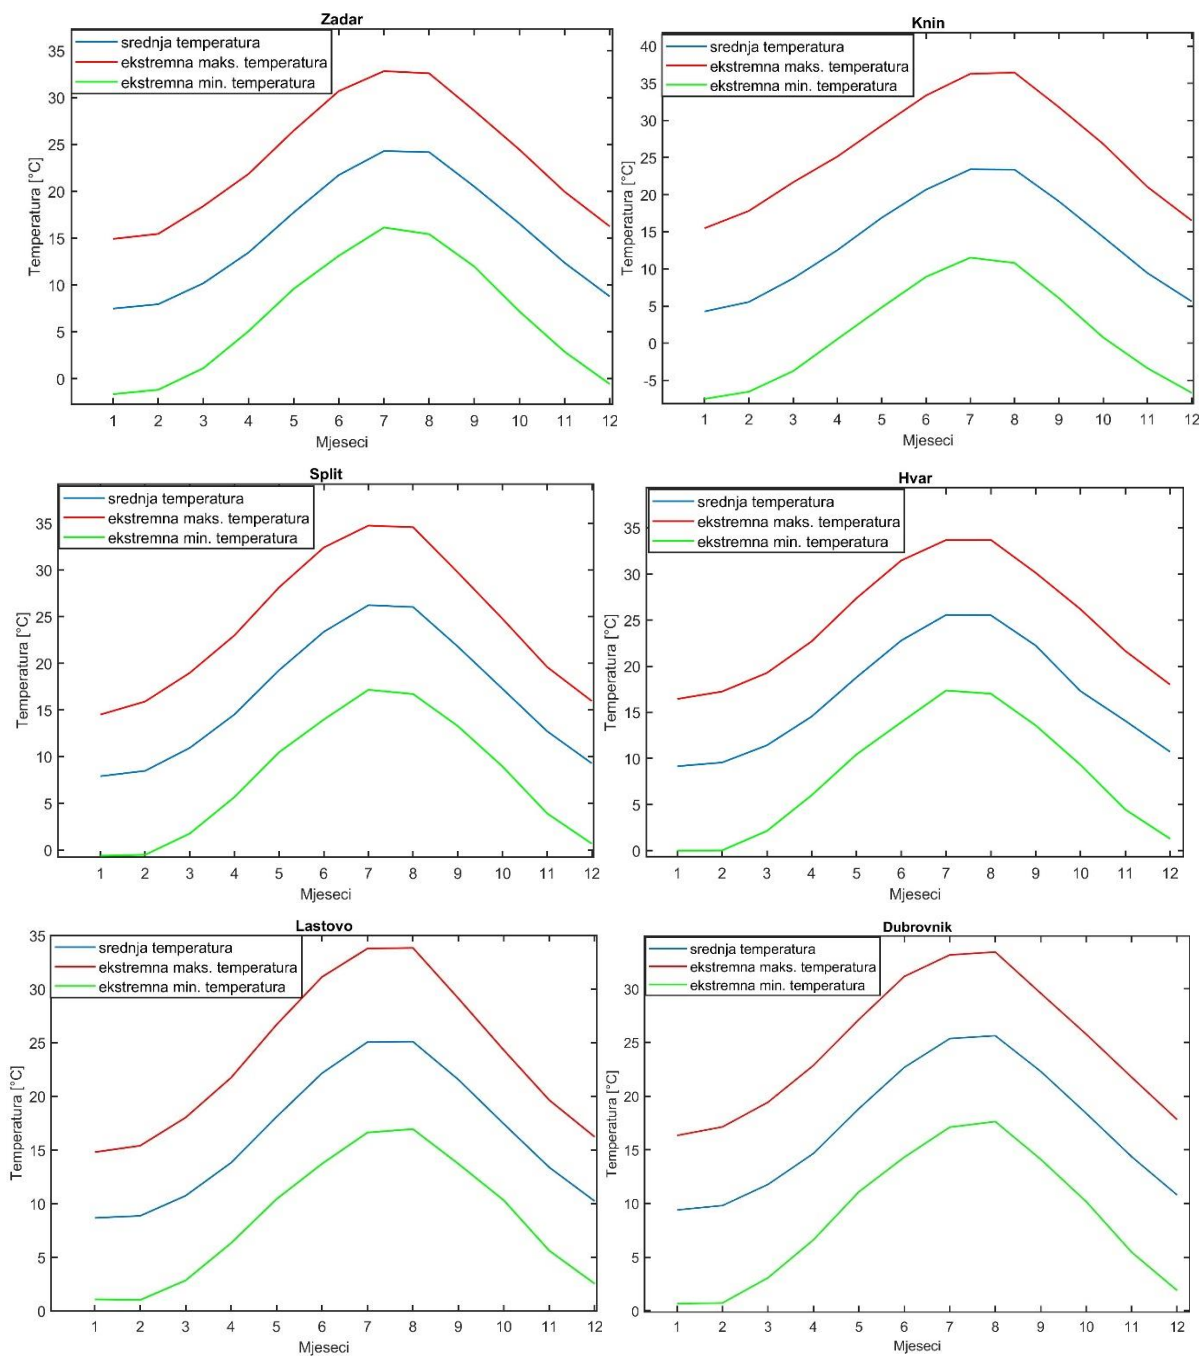 Zadar
srednja temperatura
ekstremna maks. temperatura
ekstremna min. temperatura
Temperatura [°C]
35
30
25
20
15
10
5
0
1 2 3 4 5 6 7 8 9 10 11 12
Mjeseci
Knin
srednja temperatura
ekstremna maks. temperatura
ekstremna min. temperatura
Temperatura [°C]
40
35
30
25
20
15
10
5
0
-5
1 2 3 4 5 6 7 8 9 10 11 12
Mjeseci
Split
srednja temperatura
ekstremna maks. temperatura
ekstremna min. temperatura
Temperatura [°C]
35
30
25
20
15
10
5
0
1 2 3 4 5 6 7 8 9 10 11 12
Mjeseci
Hvar
srednja temperatura
ekstremna maks. temperatura
ekstremna min. temperatura
Temperatura [°C]
35
30
25
20
15
10
5
0
1 2 3 4 5 6 7 8 9 10 11 12
Mjeseci
Lastovo
srednja temperatura
ekstremna maks. temperatura
ekstremna min. temperatura
Temperatura [°C]
35
30
25
20
15
10
5
0
1 2 3 4 5 6 7 8 9 10 11 12
Mjeseci
Dubrovnik
srednja temperatura
ekstremna maks. temperatura
ekstremna min. temperatura
Temperatura [°C]
30
25
20
15
10
5
0
1 2 3 4 5 6 7 8 9 10 11 12
Mjeseci